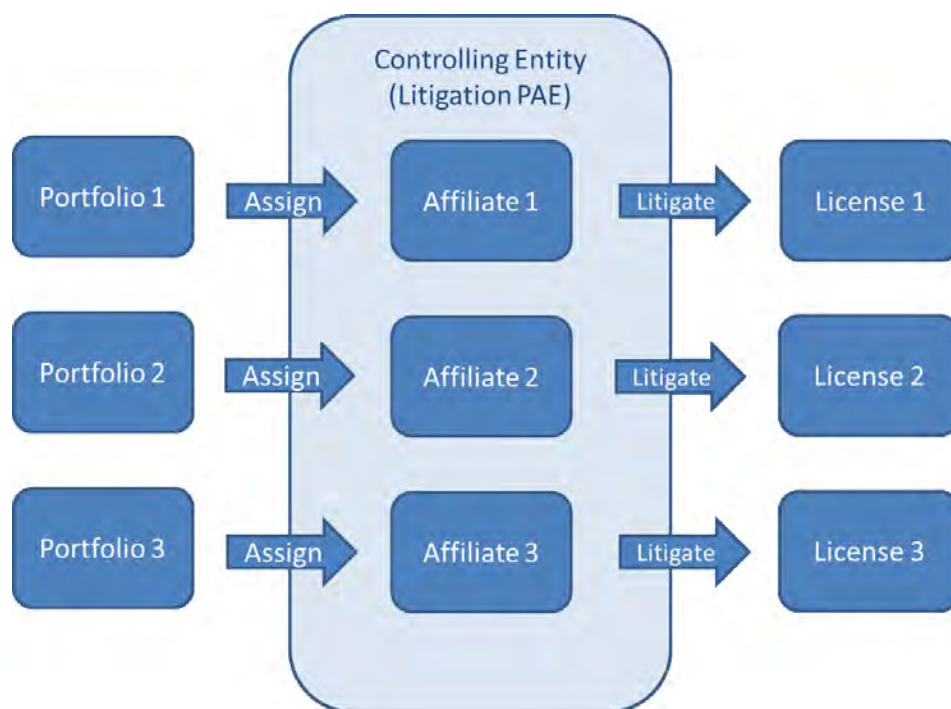 Controlling Entity
(Litigation PAE)
Portfolio 1
Assign
Affiliate 1
Litigate
License 1
Portfolio 2
Assign
Affiliate 2
Litigate
License 2
Portfolio 3
Assign
Affiliate 3
Litigate
License 3